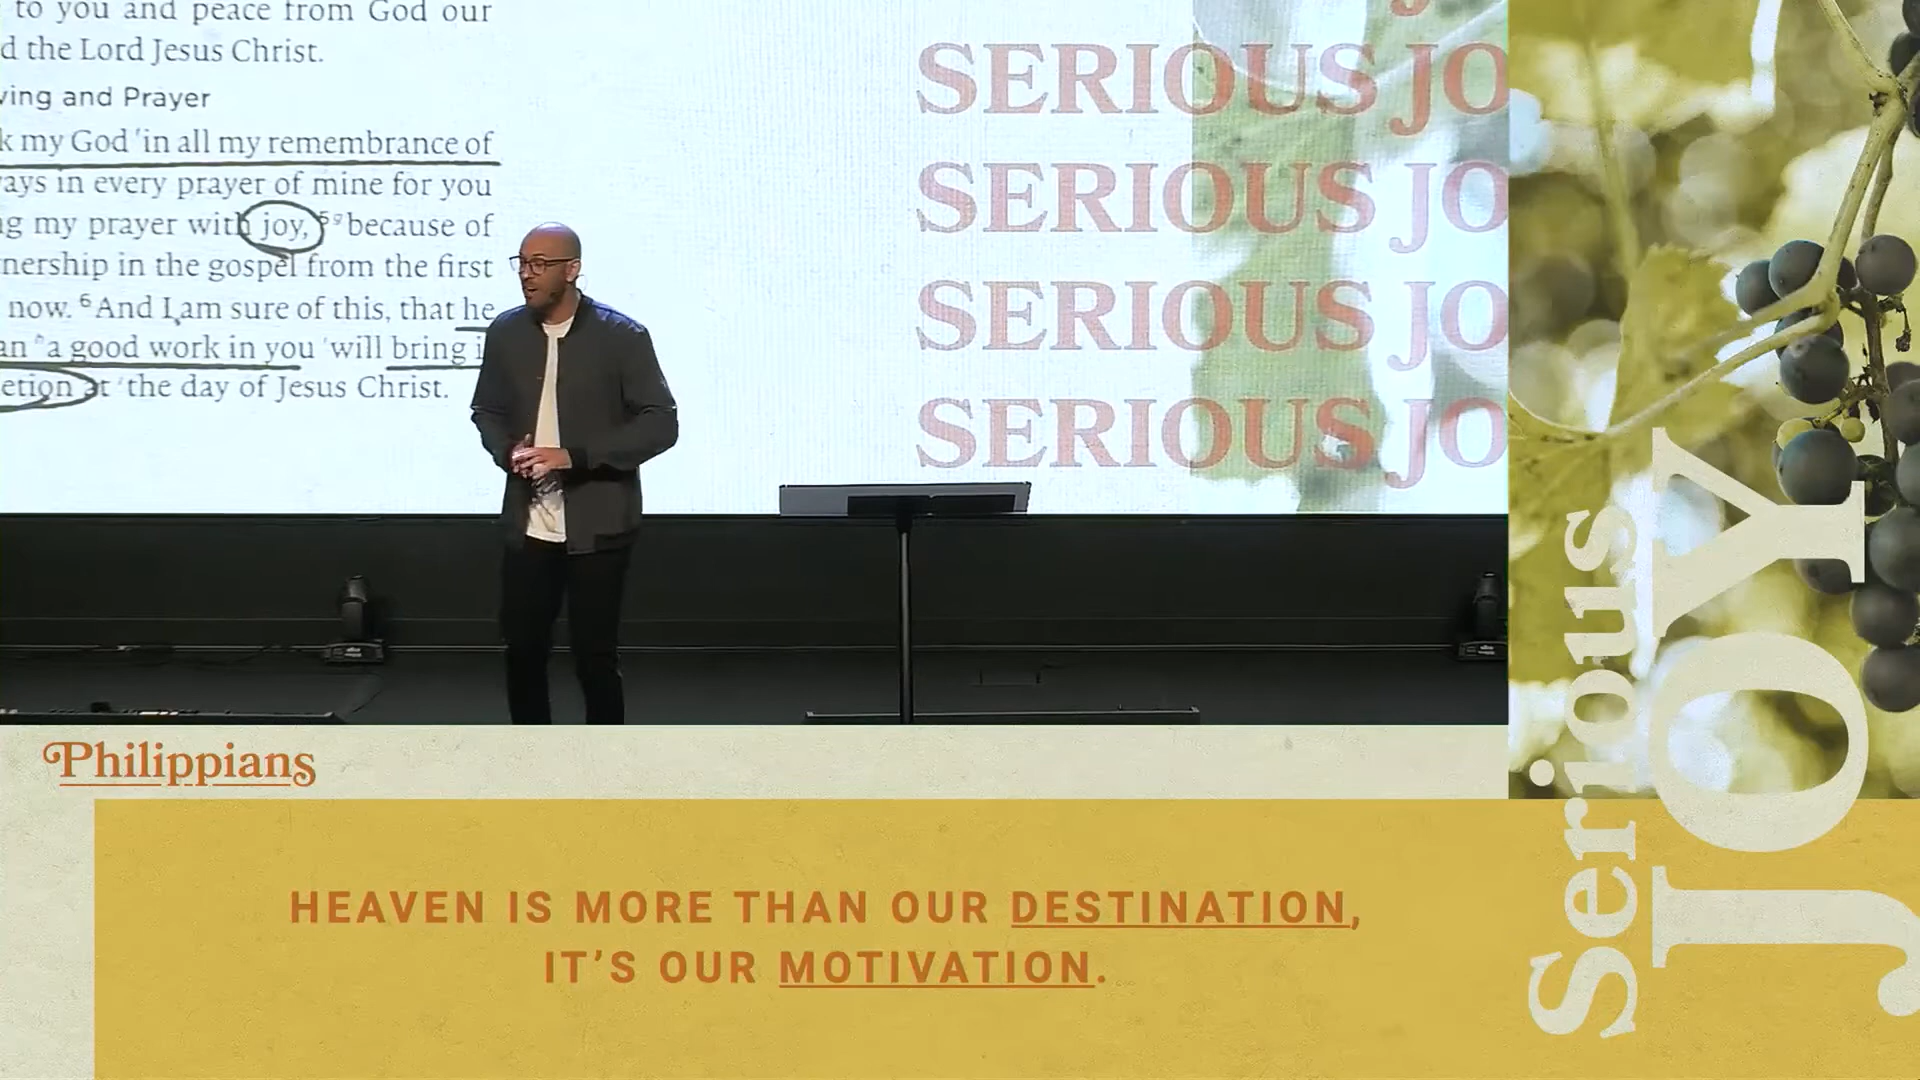 to you and peace from God our
d the Lord Jesus Christ.
ving and Prayer
k my God in all my remembrance of
ays in every prayer of mine for you
ng my prayer with joy, 5 g because of
nership in the gospel from the first
now. 6 And I am sure of this, that he
an h a good work in you i will bring i
etion at the day of Jesus Christ.
SERIOUS JO
SERIOUS JO
SERIOUS JO
SERIOUS JO
Serious
JOY
Philippians
HEAVEN IS MORE THAN OUR DESTINATION,
IT’S OUR MOTIVATION.